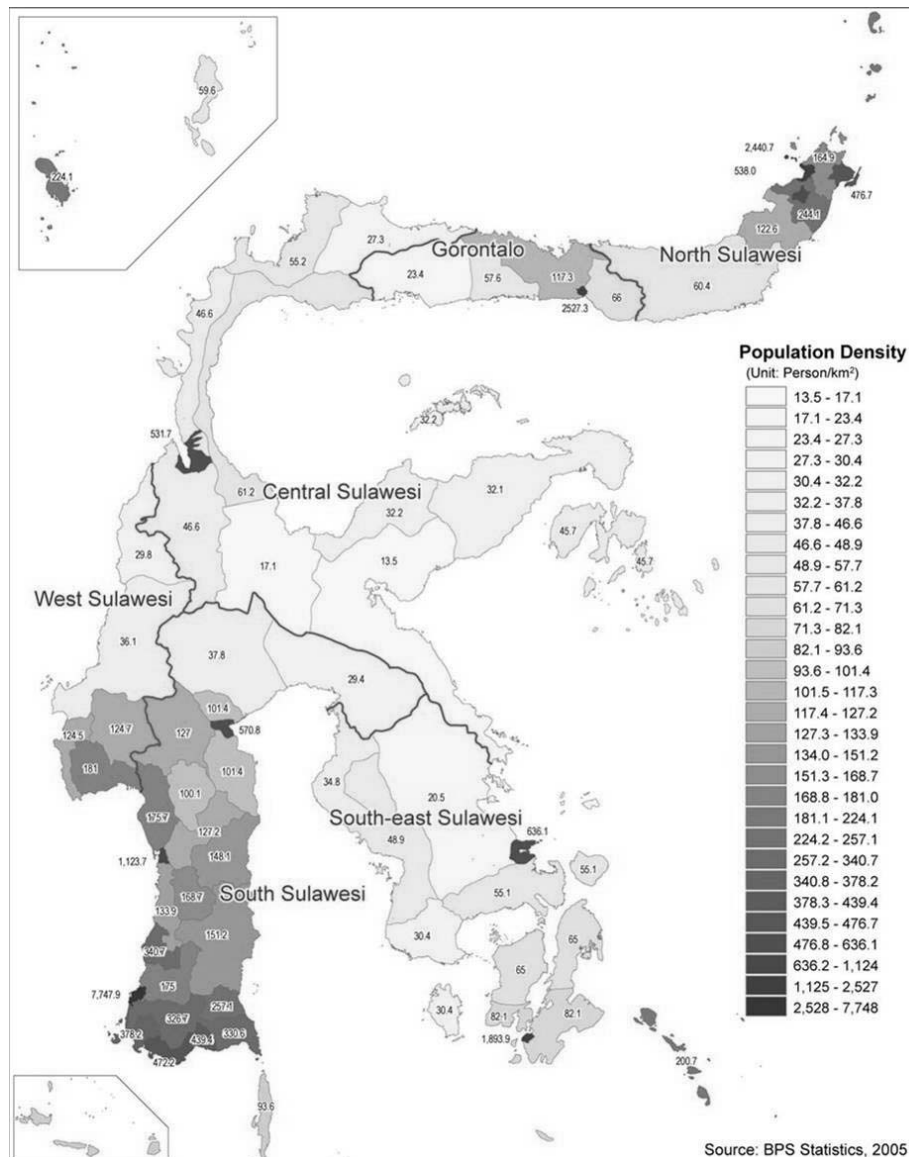 59.6
224.1
2,440.7
164.9
538.0
476.7
244.1
122.6
27.3
55.2
Gorontalo
North Sulawesi
23.4
57.6
117.3
66
60.4
2527.3
46.6
Population Density
(Unit: Person/km²)
13.5 - 17.1
17.1 - 23.4
23.4 - 27.3
27.3 - 30.4
30.4 - 32.2
32.2 - 37.8
37.8 - 46.6
46.6 - 48.9
48.9 - 57.7
57.7 - 61.2
61.2 - 71.3
71.3 - 82.1
82.1 - 93.6
93.6 - 101.4
101.5 - 117.3
117.4 - 127.2
127.3 - 133.9
134.0 - 151.2
151.3 - 168.7
168.8 - 181.0
181.1 - 224.1
224.2 - 257.1
257.2 - 340.7
340.8 - 378.2
378.3 - 439.4
439.5 - 476.7
476.8 - 636.1
636.2 - 1,124
1,125 - 2,527
2,528 - 7,748
32.2
531.7
61.2
Central Sulawesi
32.1
32.2
46.6
45.7
45.7
29.8
17.1
13.5
West Sulawesi
36.1
37.8
29.4
101.4
570.8
124.5
124.7
127
181
101.4
34.8
20.5
100.1
175.7
South-east Sulawesi
127.2
48.9
636.1
1,123.7
148.1
55.1
55.1
168.7
South Sulawesi
133.9
151.2
30.4
340.7
65
65
175
7,747.9
257.1
30.4
82.1
82.1
326.7
378.2
439.4
330.6
1,893.9
472.2
200.7
93.6
Source: BPS Statistics, 2005